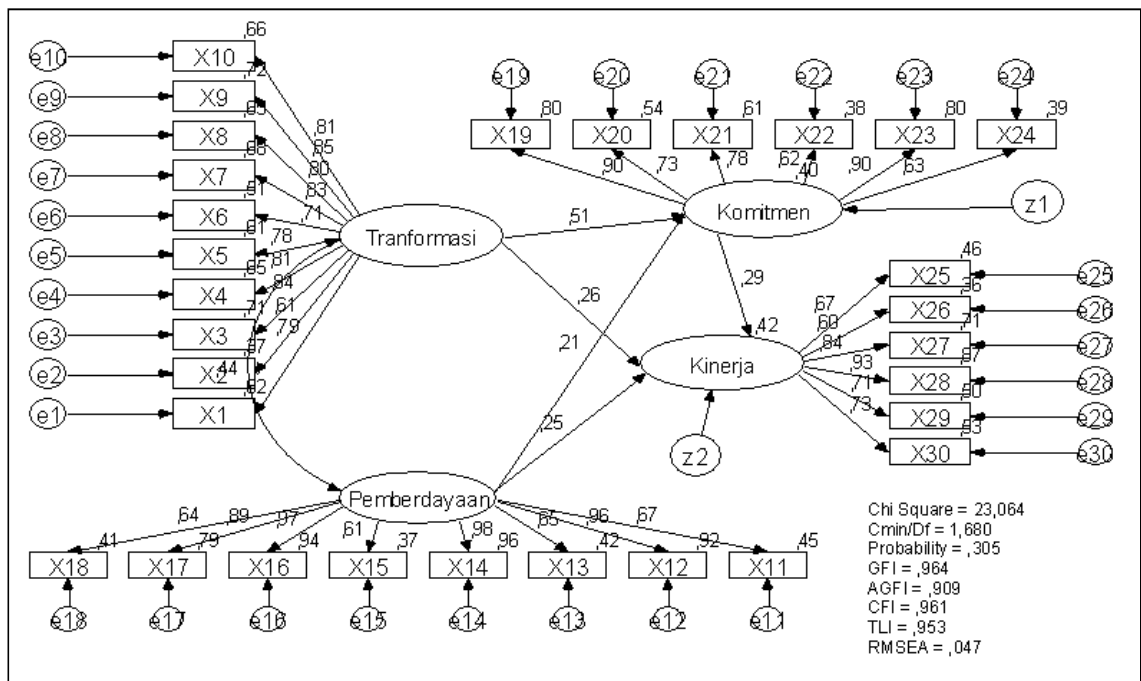 e10
X10
,66
e9
X9
,72
e8
X8
,63
e7
X7
,68
e6
X6
,51
e5
X5
,61
e4
X4
,65
e3
X3
,71
e2
X2
e1
X1
,81
,85
,80
,83
,71
,78
,81
,84
,61
,79
,44
Tranformasi
e19
e20
e21
e22
e23
e24
,80
,54
,61
,38
,80
,39
X19
X20
X21
X22
X23
X24
,90
,73
,78
,62
,40
,90
,63
Komitmen
z1
,51
,26
,21
,25
,29
,42
Kinerja
z2
,67
,60
,84
,93
,71
,73
,46
X25
e25
,36
X26
e26
,71
X27
e27
X28
e28
,50
X29
e29
,53
X30
e30
Pemberdayaan
,64
,89
,97
,61
,98
,65
,96
,67
,41
,79
,94
,37
,96
,42
,92
,45
X18
X17
X16
X15
X14
X13
X12
X11
e18
e17
e16
e15
e14
e13
e12
e11
Chi Square = 23,064
Cmin/Df = 1,680
Probability = ,305
GFI = ,964
AGFI = ,909
CFI = ,961
TLI = ,953
RMSEA = ,047